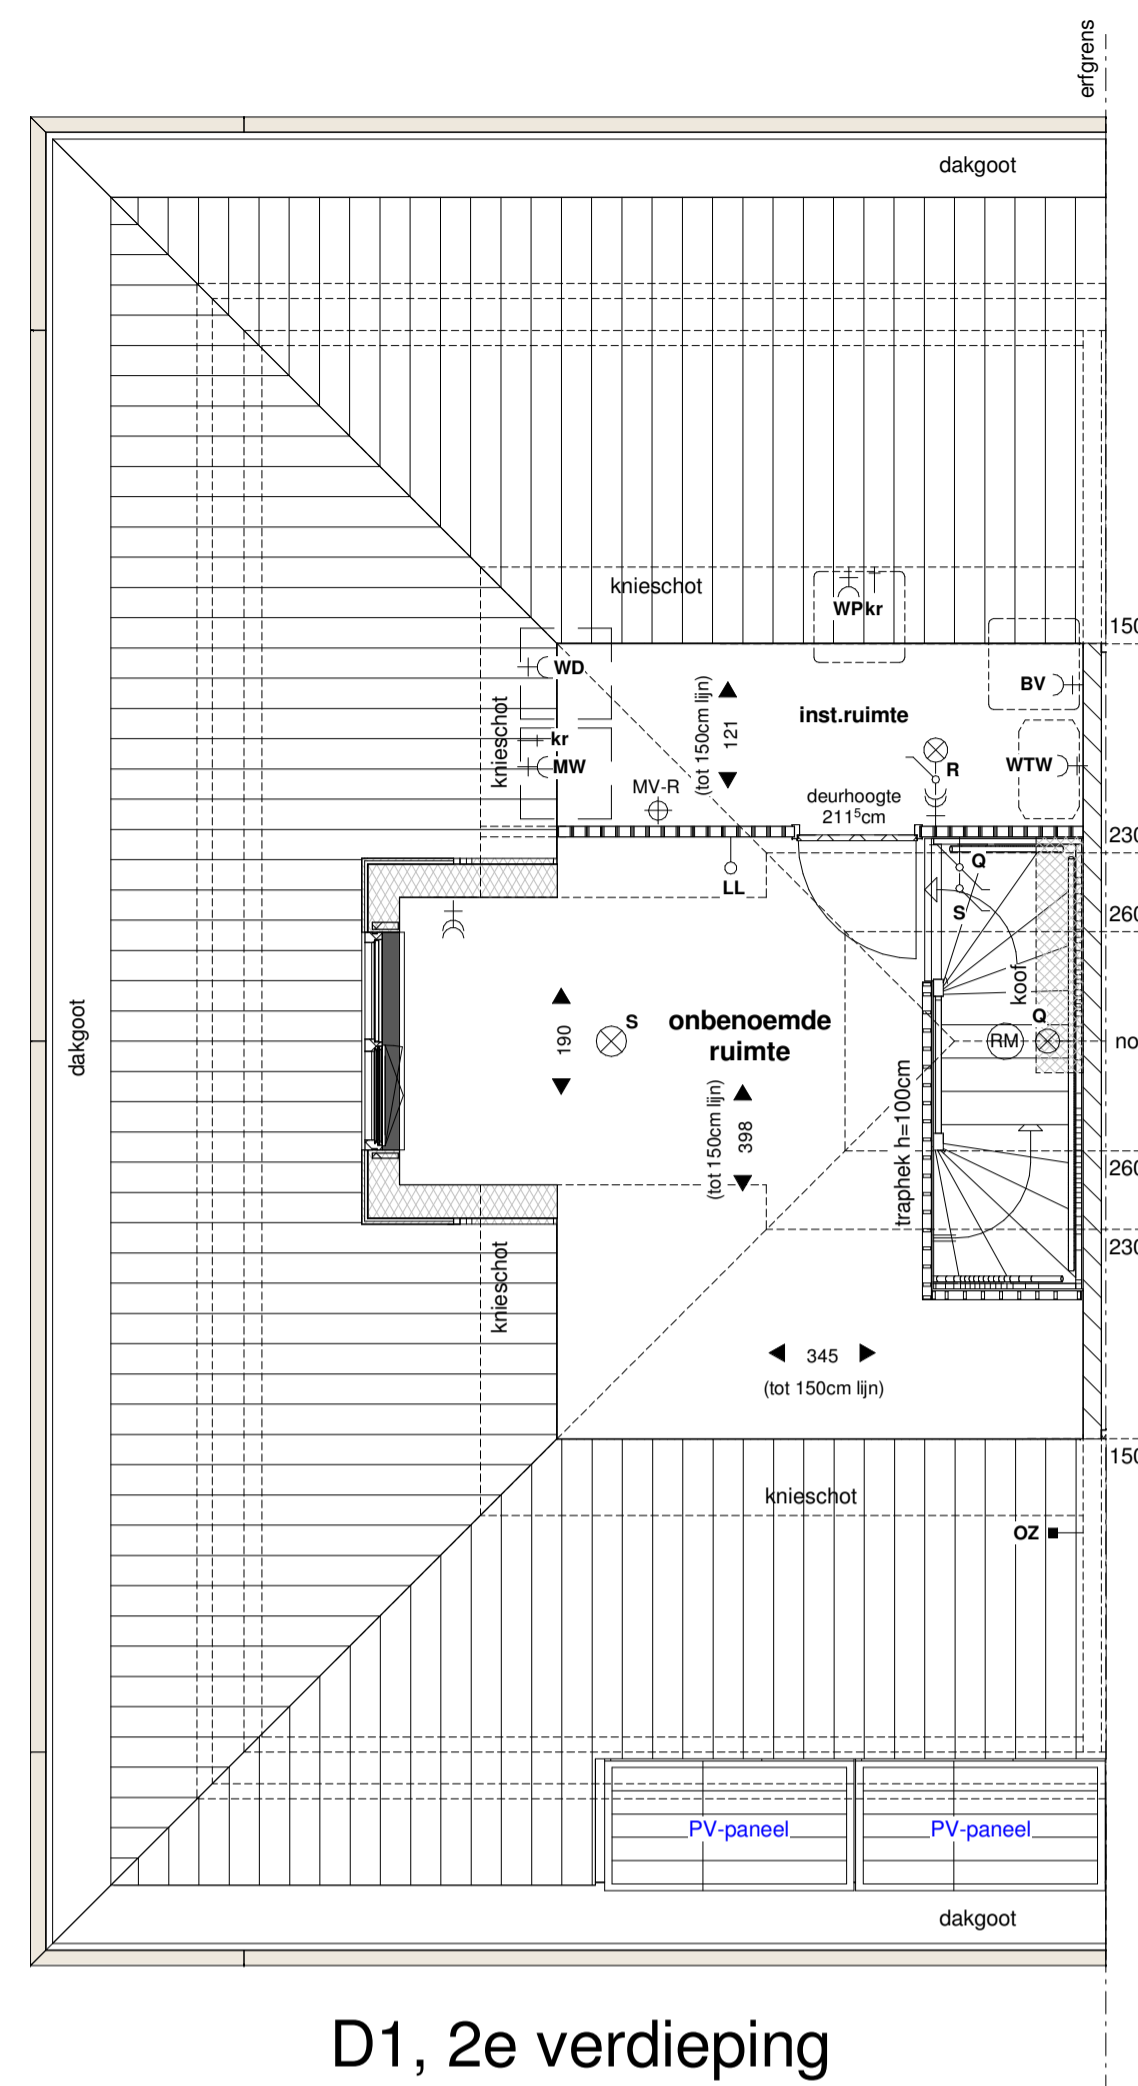 erfgrens
dakgoot
knieschot
WPkr
150
WD
BV
knieschot
kr
MW
(tot 150cm lijn)
121
inst.ruimte
R
WTW
MV-R
deurhoogte
211⁵cm
230
Q
LL
S
260
koof
dakgoot
190
S
onbenoemde
ruimte
RM
Q
no
(tot 150cm lijn)
398
traphek h=100cm
260
230
knieschot
345
(tot 150cm lijn)
150
knieschot
OZ
PV-paneel
PV-paneel
dakgoot
D1, 2e verdieping